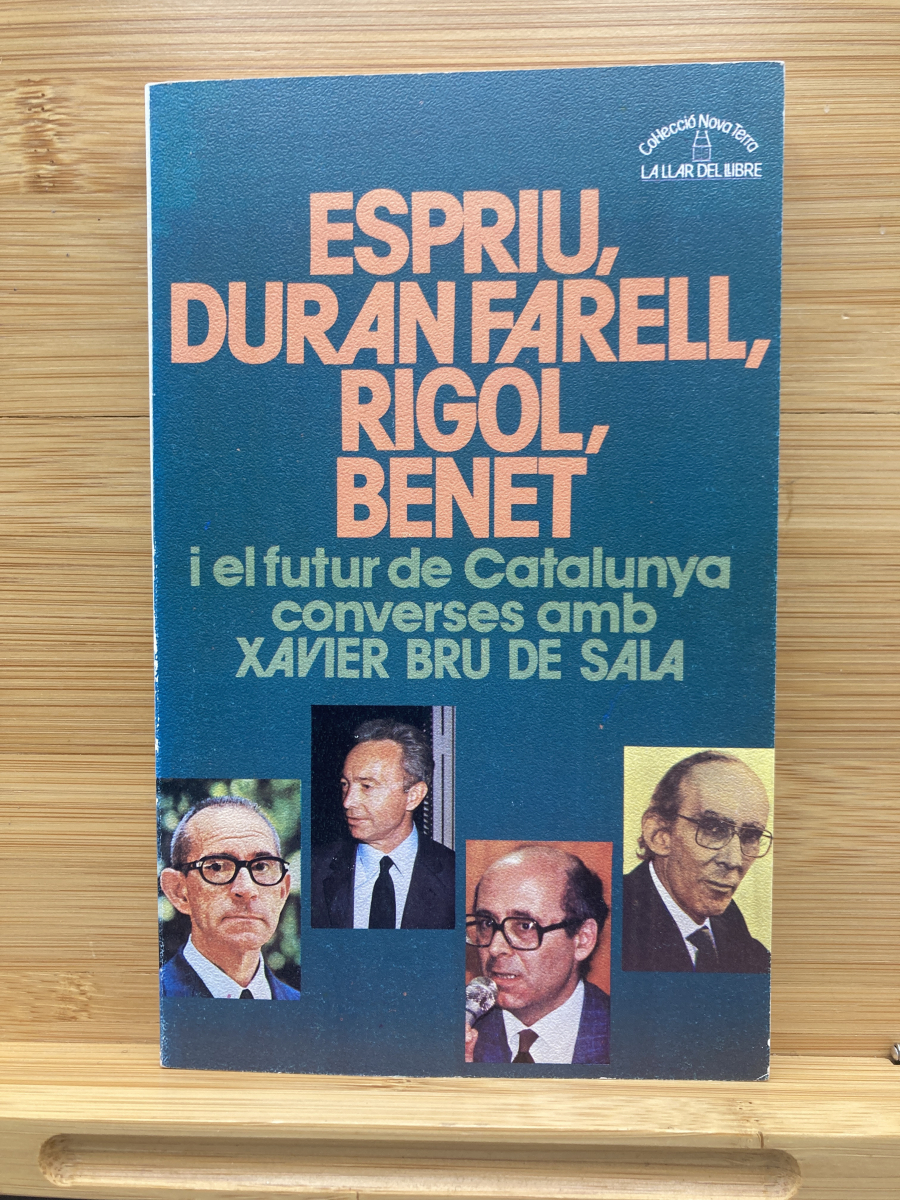 Col·lecció Nova Terra
LA LLAR DEL LLIBRE
ESPRIU,
DURAN FARELL,
RIGOL,
BENET
i el futur de Catalunya
converses amb
XAVIER BRU DE SALA